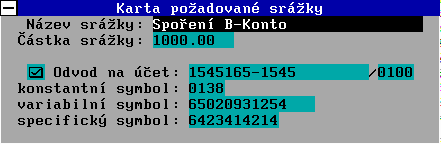 Karta požadované srážky
Název srážky: Spoření B-Konto
Částka srážky: 1000.00
Odvod na účet: 1545165-1545 /0100
konstantní symbol: 0138
variabilní symbol: 65020931254
specifický symbol: 6423414214